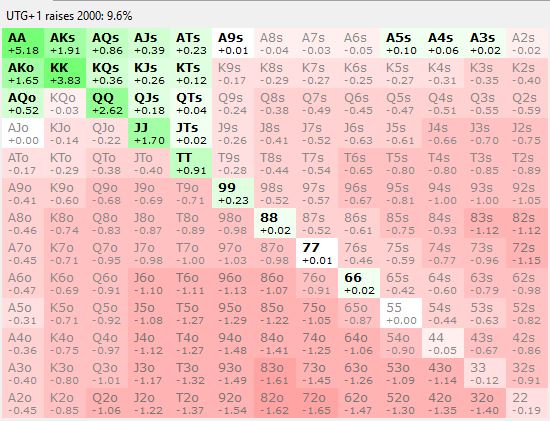 UTG+1 raises 2000: 9.6%
AA AKs AQs AJs ATs A9s A8s A7s A6s A5s A4s A3s A2s
+5.18 +1.91 +0.86 +0.39 +0.23 +0.01 -0.04 -0.03 -0.05 +0.10 +0.06 +0.02 -0.02
AKo KK KQs KJs KTs K9s K8s K7s K6s K5s K4s K3s K2s
+1.65 +3.83 +0.36 +0.26 +0.12 -0.17 -0.29 -0.27 -0.25 -0.27 -0.31 -0.35 -0.40
AQo KQo QQ QJs QTs Q9s Q8s Q7s Q6s Q5s Q4s Q3s Q2s
+0.52 -0.03 +2.62 +0.18 +0.04 -0.24 -0.38 -0.49 -0.45 -0.47 -0.51 -0.55 -0.59
AJo KJo QJo JJ JTs J9s J8s J7s J6s J5s J4s J3s J2s
+0.00 -0.14 -0.22 +1.70 +0.02 -0.26 -0.41 -0.52 -0.63 -0.61 -0.66 -0.70 -0.75
ATo KTo QTo JTo TT T9s T8s T7s T6s T5s T4s T3s T2s
-0.17 -0.29 -0.38 -0.40 +0.91 -0.28 -0.44 -0.54 -0.65 -0.80 -0.80 -0.85 -0.89
A9o K9o Q9o J9o T9o 99 98s 97s 96s 95s 94s 93s 92s
-0.41 -0.60 -0.68 -0.69 -0.71 +0.23 -0.52 -0.57 -0.67 -0.81 -1.00 -1.00 -1.05
A8o K8o Q8o J8o T8o 98o 88 87s 86s 85s 84s 83s 82s
-0.46 -0.74 -0.83 -0.87 -0.89 -0.98 +0.02 -0.52 -0.61 -0.75 -0.93 -1.12 -1.12
A7o K7o Q7o J7o T7o 97o 87o 77 76s 75s 74s 73s 72s
-0.45 -0.71 -0.95 -0.98 -1.00 -1.03 -0.98 +0.01 -0.46 -0.59 -0.77 -0.96 -1.15
A6o K6o Q6o J6o T6o 96o 86o 76o 66 65s 64s 63s 62s
-0.47 -0.69 -0.91 -1.10 -1.11 -1.13 -1.07 -0.91 +0.02 -0.42 -0.60 -0.79 -0.98
A5o K5o Q5o J5o T5o 95o 85o 75o 65o 55 54s 53s 52s
-0.31 -0.71 -0.92 -1.08 -1.27 -1.29 -1.22 -1.05 -0.87 +0.00 -0.44 -0.63 -0.82
A4o K4o Q4o J4o T4o 94o 84o 74o 64o 54o 44 43s 42s
-0.36 -0.75 -0.97 -1.12 -1.27 -1.48 -1.41 -1.25 -1.06 -0.90 -0.05 -0.67 -0.86
A3o K3o Q3o J3o T3o 93o 83o 73o 63o 53o 43o 33 32s
-0.40 -0.80 -1.01 -1.17 -1.32 -1.49 -1.61 -1.45 -1.26 -1.09 -1.14 -0.12 -0.91
A2o K2o Q2o J2o T2o 92o 82o 72o 62o 52o 42o 32o 22
-0.45 -0.85 -1.06 -1.22 -1.37 -1.54 -1.62 -1.65 -1.47 -1.30 -1.35 -1.40 -0.19